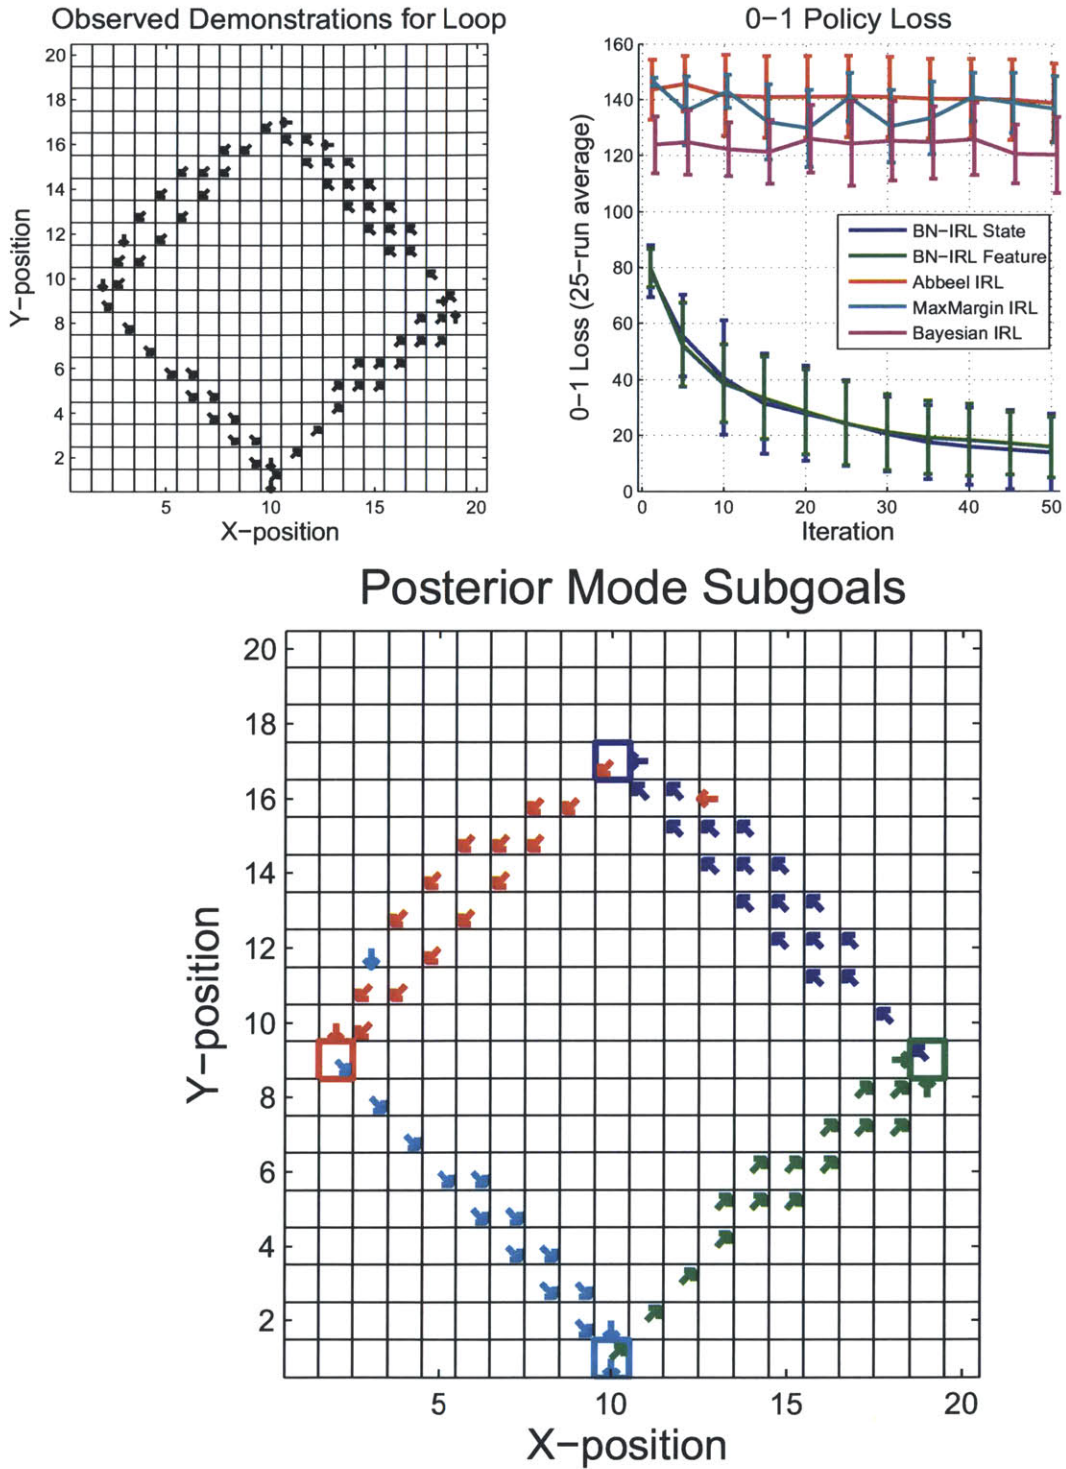 Observed Demonstrations for Loop
20
18
16
14
12
10
8
6
4
2
Y−position
5 10 15 20
X−position
0−1 Policy Loss
160
140
120
100
80
60
40
20
0
0−1 Loss (25−run average)
BN−IRL State
BN−IRL Feature
Abbeel IRL
MaxMargin IRL
Bayesian IRL
0 10 20 30 40 50
Iteration
Posterior Mode Subgoals
20
18
16
14
12
10
8
6
4
2
Y−position
5 10 15 20
X−position